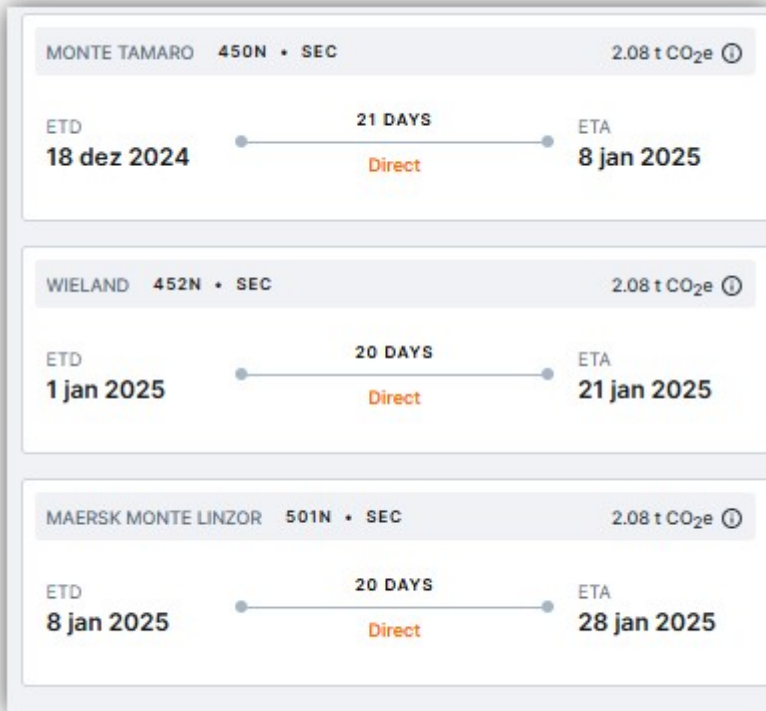 MONTE TAMARO 450N • SEC 2.08 t CO₂e ⓘ
21 DAYS
ETD ETA
18 dez 2024 8 jan 2025
Direct
WIELAND 452N • SEC 2.08 t CO₂e ⓘ
20 DAYS
ETD ETA
1 jan 2025 21 jan 2025
Direct
MAERSK MONTE LINZOR 501N • SEC 2.08 t CO₂e ⓘ
20 DAYS
ETD ETA
8 jan 2025 28 jan 2025
Direct